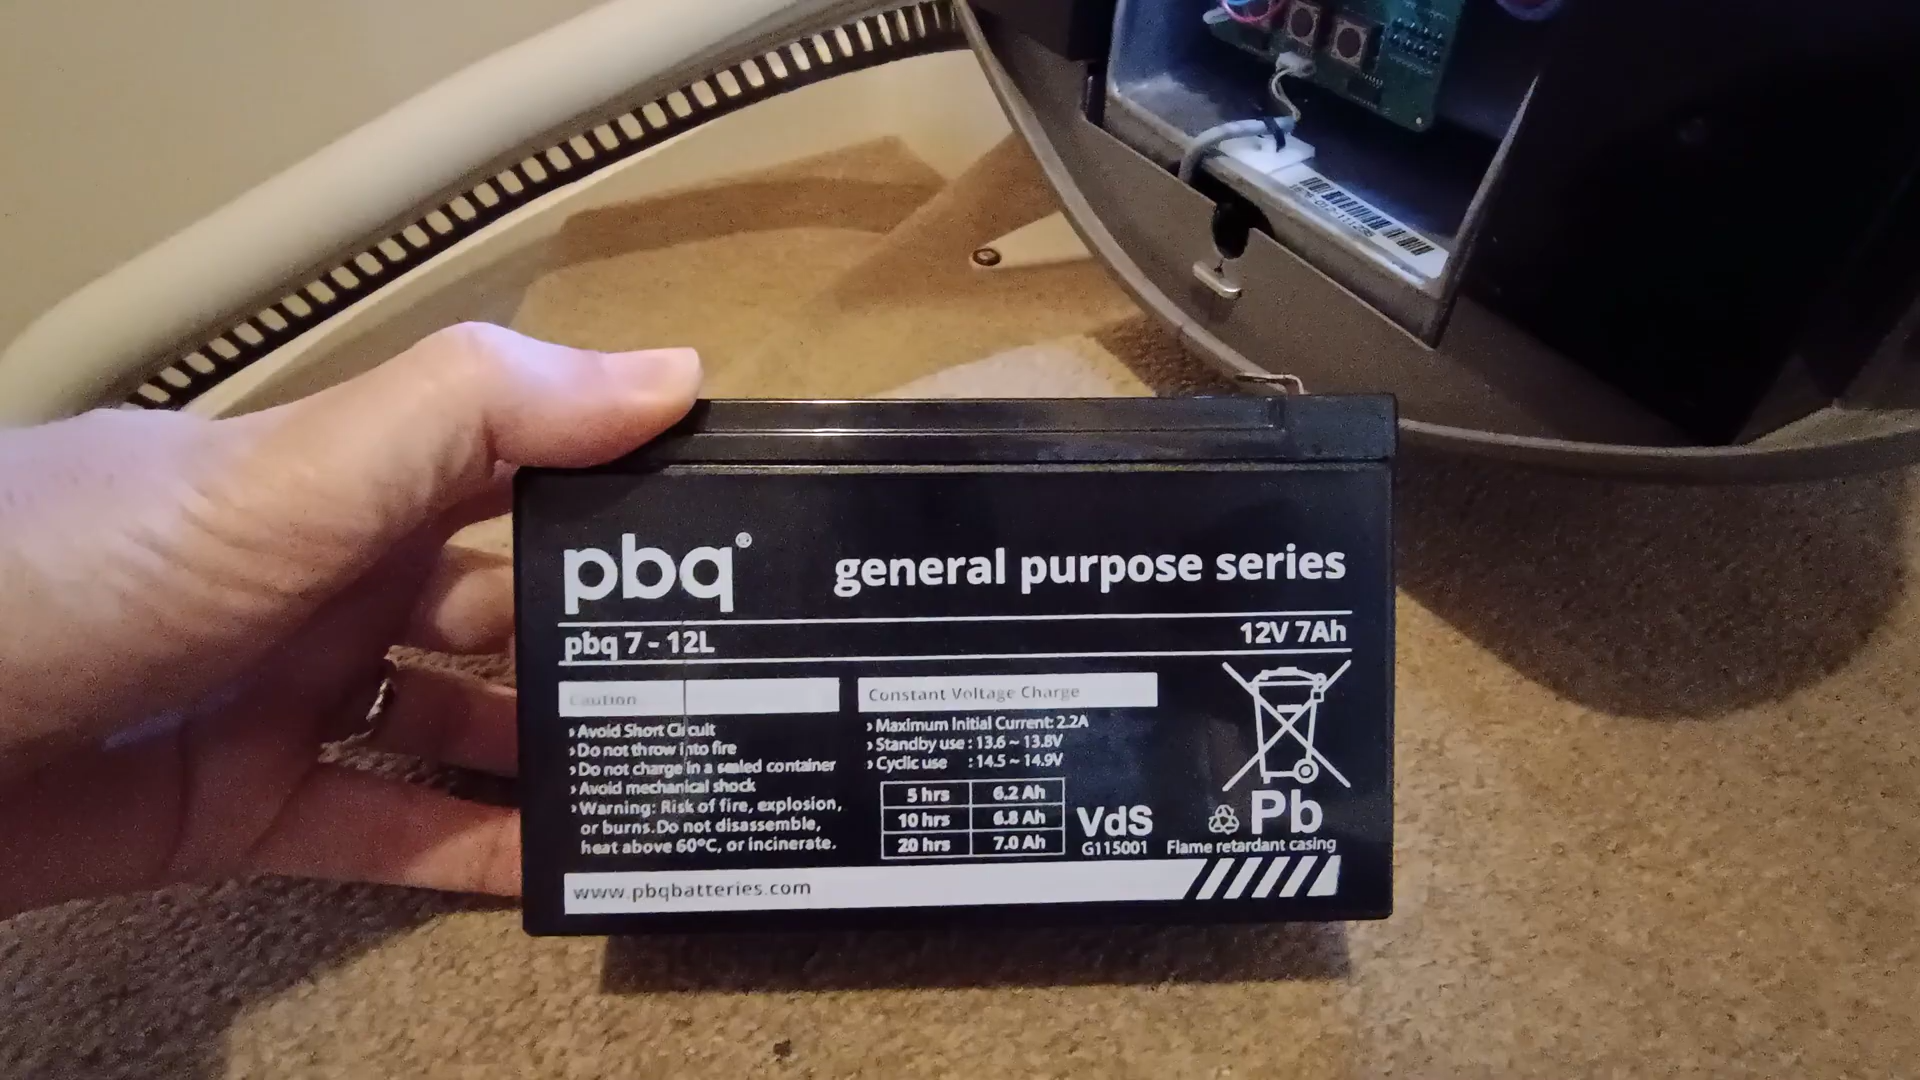 pbq®
general purpose series
pbq 7 - 12L
12V 7Ah
Caution
› Avoid Short Circuit
› Do not throw into fire
› Do not charge in a sealed container
› Avoid mechanical shock
› Warning: Risk of fire, explosion,
or burns. Do not disassemble,
heat above 60°C, or incinerate.
Constant Voltage Charge
› Maximum Initial Current: 2.2A
› Standby use : 13.6 ~ 13.8V
› Cyclic use : 14.5 ~ 14.9V
5 hrs 6.2 Ah
10 hrs 6.8 Ah
20 hrs 7.0 Ah
VdS
G115001
Pb
Flame retardant casing
www.pbqbatteries.com